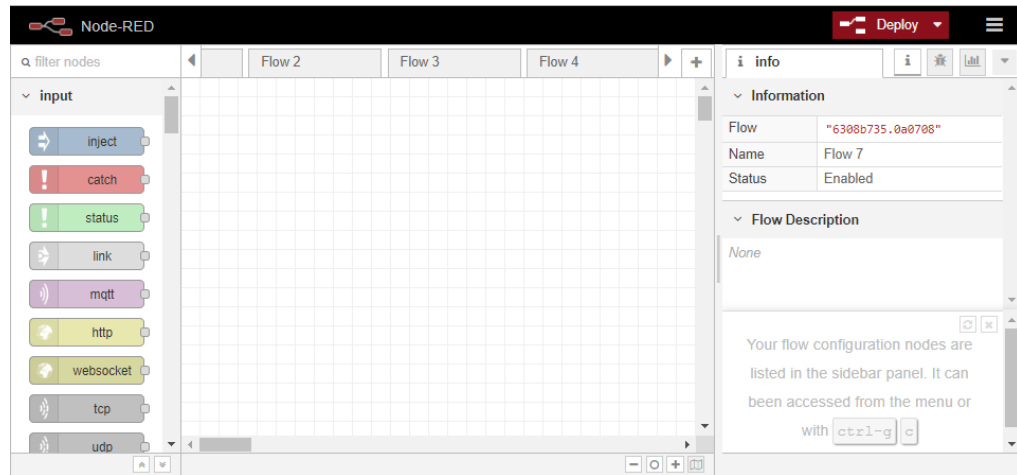 Node-RED
Deploy
filter nodes
Flow 2
Flow 3
Flow 4
i info
input
Information
inject
Flow "6308b735.0a0708"
Name Flow 7
catch
Status Enabled
status
Flow Description
link
None
mqtt
http
Your flow configuration nodes are
websocket
listed in the sidebar panel. It can
tcp
been accessed from the menu or
with ctrl-g c
udp